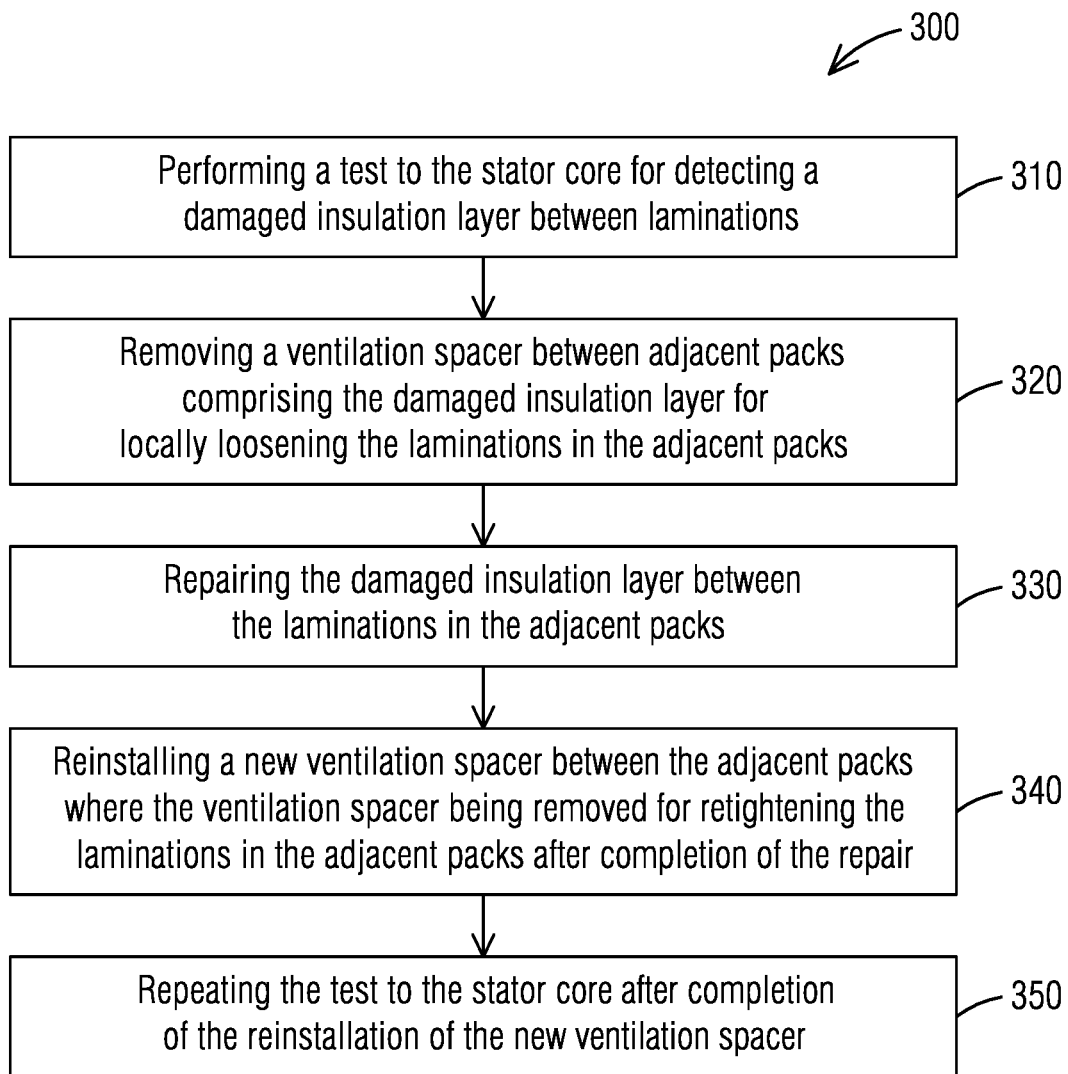 300
Performing a test to the stator core for detecting a
damaged insulation layer between laminations
310
Removing a ventilation spacer between adjacent packs
comprising the damaged insulation layer for
locally loosening the laminations in the adjacent packs
320
Repairing the damaged insulation layer between
the laminations in the adjacent packs
330
Reinstalling a new ventilation spacer between the adjacent packs
where the ventilation spacer being removed for retightening the
laminations in the adjacent packs after completion of the repair
340
Repeating the test to the stator core after completion
of the reinstallation of the new ventilation spacer
350